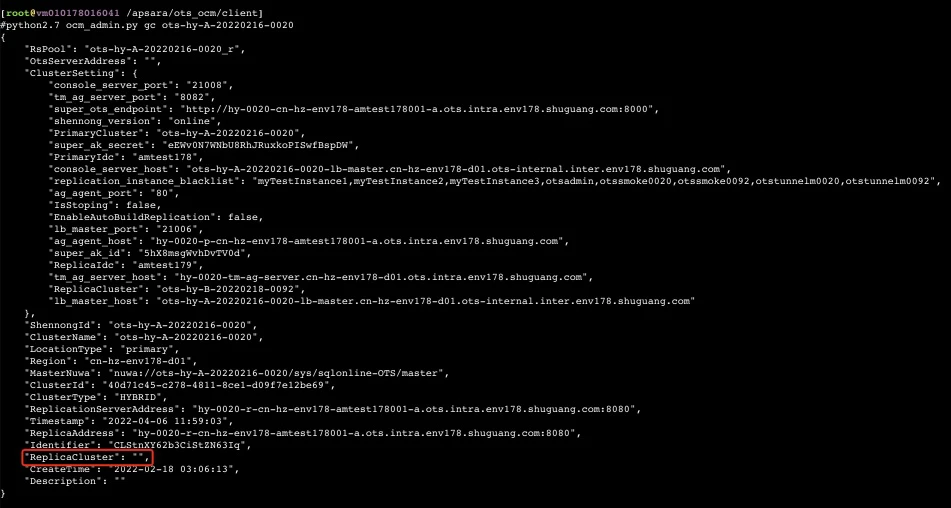 [root@vm010178016041 /apsara/ots_ocm/client]
#python2.7 ocm_admin.py gc ots-hy-A-20220216-0020
{
    "RsPool": "ots-hy-A-20220216-0020_r",
    "OtsServerAddress": "",
    "ClusterSetting": {
        "console_server_port": "21008",
        "tm_ag_server_port": "8082",
        "super_ots_endpoint": "http://hy-0020-cn-hz-env178-amtest178001-a.ots.intra.env178.shuguang.com:8000",
        "shennong_version": "online",
        "PrimaryCluster": "ots-hy-A-20220216-0020",
        "super_ak_secret": "eEWv0N7WNbU8RhJRuxkoPISwfBspDW",
        "PrimaryIdc": "amtest178",
        "console_server_host": "ots-hy-A-20220216-0020-lb-master.cn-hz-env178-d01.ots-internal.inter.env178.shuguang.com",
        "replication_instance_blacklist": "myTestInstance1,myTestInstance2,myTestInstance3,otsadmin,otssmoke0020,otssmoke0092,otstunnelm0020,otstunnelm0092",
        "ag_agent_port": "80",
        "IsStoping": false,
        "EnableAutoBuildReplication": false,
        "lb_master_port": "21006",
        "ag_agent_host": "hy-0020-p-cn-hz-env178-amtest178001-a.ots.intra.env178.shuguang.com",
        "super_ak_id": "5hX8msgWvhDvTV0d",
        "ReplicaIdc": "amtest179",
        "tm_ag_server_host": "hy-0020-tm-ag-server.cn-hz-env178-d01.ots.intra.env178.shuguang.com",
        "ReplicaCluster": "ots-hy-B-20220218-0092",
        "lb_master_host": "ots-hy-A-20220216-0020-lb-master.cn-hz-env178-d01.ots-internal.inter.env178.shuguang.com"
    },
    "ShennongId": "ots-hy-A-20220216-0020",
    "ClusterName": "ots-hy-A-20220216-0020",
    "LocationType": "primary",
    "Region": "cn-hz-env178-d01",
    "MasterNuwa": "nuwa://ots-hy-A-20220216-0020/sys/sqlonline-OTS/master",
    "ClusterId": "40d71c45-c278-4811-8ce1-d09f7e12be69",
    "ClusterType": "HYBRID",
    "ReplicationServerAddress": "hy-0020-r-cn-hz-env178-amtest178001-a.ots.intra.env178.shuguang.com:8080",
    "Timestamp": "2022-04-06 11:59:03",
    "ReplicaAddress": "hy-0020-r-cn-hz-env178-amtest178001-a.ots.intra.env178.shuguang.com:8080",
    "Identifier": "CLStnXY62b3CiStZN63Iq",
    "ReplicaCluster": "",
    "CreateTime": "2022-02-18 03:06:13",
    "Description": ""
}